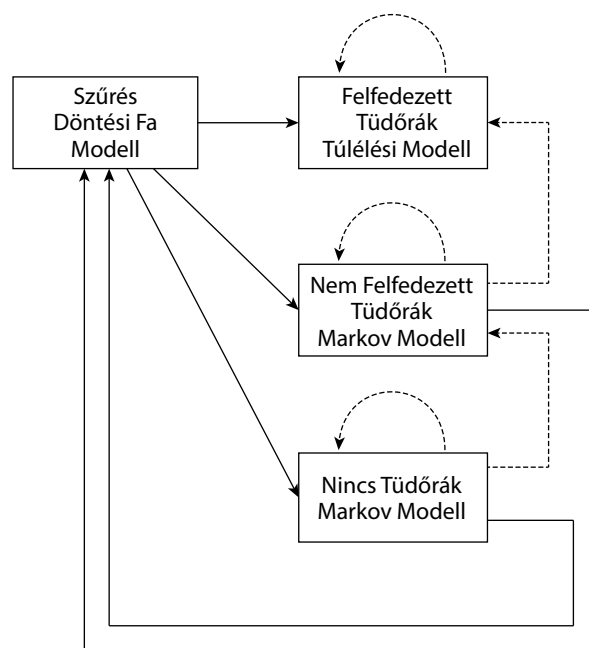 Szűrés
Döntési Fa
Modell
Felfedezett
Tüdőrák
Túlélési Modell
Nem Felfedezett
Tüdőrák
Markov Modell
Nincs Tüdőrák
Markov Modell